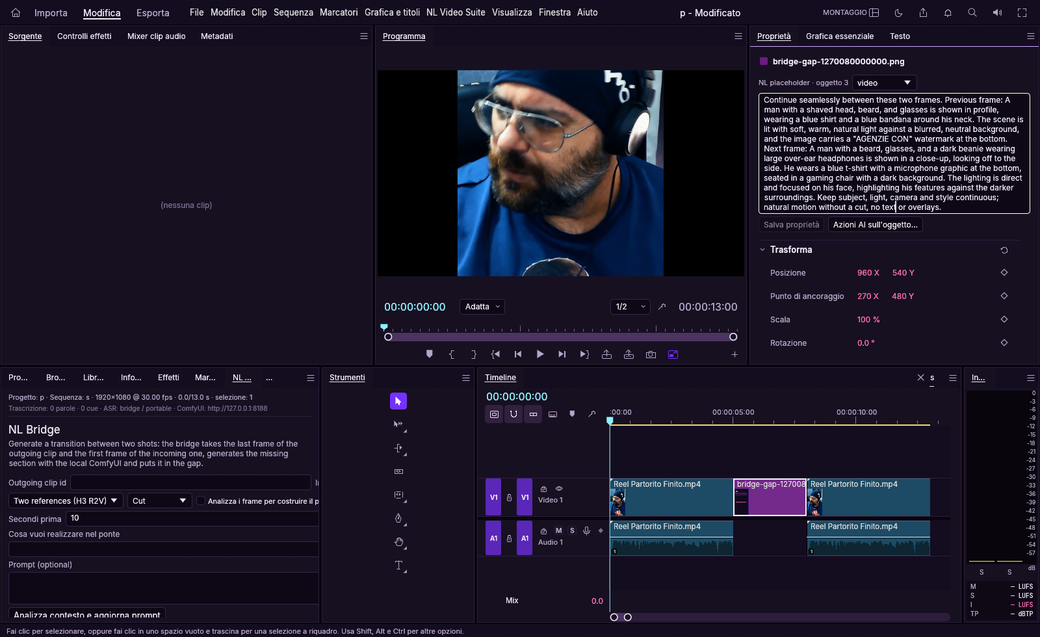 Importa Modifica Esporta File Modifica Clip Sequenza Marcatori Grafica e titoli NL Video Suite Visualizza Finestra Aiuto p - Modificato MONTAGGIO
Sorgente Controlli effetti Mixer clip audio Metadati
(nessuna clip)
Programma
00:00:00:00 Adatta 1/2 00:00:13:00
Proprietà Grafica essenziale Testo
bridge-gap-1270080000000.png
NL placeholder · oggetto 3 video
Continue seamlessly between these two frames. Previous frame: A
man with a shaved head, beard, and glasses is shown in profile,
wearing a blue shirt and a blue bandana around his neck. The scene is
lit with soft, warm, natural light against a blurred, neutral background,
and the image carries a "AGENZIE CON" watermark at the bottom.
Next frame: A man with a beard, glasses, and a dark beanie wearing
large over-ear headphones is shown in a close-up, looking off to the
side. He wears a blue t-shirt with a microphone graphic at the bottom,
seated in a gaming chair with a dark background. The lighting is direct
and focused on his face, highlighting his features against the darker
surroundings. Keep subject, light, camera and style continuous;
natural motion without a cut, no text or overlays.
Salva proprietà Azioni AI sull'oggetto...
Trasforma
Posizione 960 X 540 Y
Punto di ancoraggio 270 X 480 Y
Scala 100 %
Rotazione 0.0 °
Pro... Bro... Libr... Info... Effetti Mar... NL ... ...
Progetto: p · Sequenza: s · 1920×1080 @ 30.00 fps · 0.0/13.0 s · selezione: 1
Trascrizione: 0 parole · 0 cue · ASR: bridge / portable · ComfyUI: http://127.0.0.1:8188
NL Bridge
Generate a transition between two shots: the bridge takes the last frame of the
outgoing clip and the first frame of the incoming one, generates the missing
section with the local ComfyUI and puts it in the gap.
Outgoing clip id
Two references (H3 R2V) Cut Analizza i frame per costruire il p
Secondi prima 10
Cosa vuoi realizzare nel ponte
Prompt (optional)
Analizza contesto e aggiorna prompt
Strumenti
Timeline s
00:00:00:00
:00:00 00:00:05:00 00:00:10:00
V1 V1 Video 1
Reel Partorito Finito.mp4 bridge-gap-127008 Reel Partorito Finito.mp4
A1 A1 M S Audio 1
Reel Partorito Finito.mp4 Reel Partorito Finito.mp4
1 1
Mix 0.0
In...
0
-3
-6
-9
-12
-15
-18
-21
-24
-27
-30
-33
-36
-39
-42
-45
-48
-51
-54
-57
dB
S S
M – LUFS
S – LUFS
I – LUFS
TP – dBTP
Fai clic per selezionare, oppure fai clic in uno spazio vuoto e trascina per una selezione a riquadro. Usa Shift, Alt e Ctrl per altre opzioni.